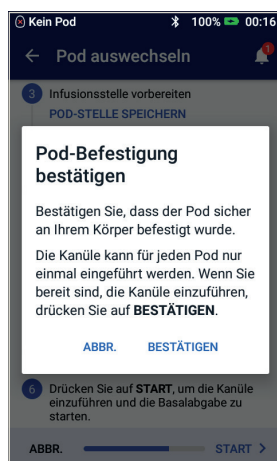 Kein Pod 100% 00:16
Pod auswechseln 1
3 Infusionsstelle vorbereiten
POD-STELLE SPEICHERN
Pod-Befestigung
bestätigen
Bestätigen Sie, dass der Pod sicher
an Ihrem Körper befestigt wurde.
Die Kanüle kann für jeden Pod nur
einmal eingeführt werden. Wenn Sie
bereit sind, die Kanüle einzuführen,
drücken Sie auf BESTÄTIGEN.
ABBR. BESTÄTIGEN
6 Drücken Sie auf START, um die Kanüle
einzuführen und die Basalabgabe zu
starten.
ABBR. START